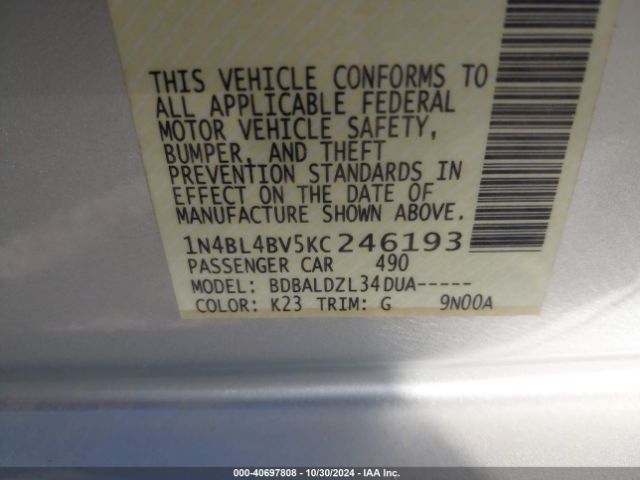 THIS VEHICLE CONFORMS TO
ALL APPLICABLE FEDERAL
MOTOR VEHICLE SAFETY,
BUMPER, AND THEFT
PREVENTION STANDARDS IN
EFFECT ON THE DATE OF
MANUFACTURE SHOWN ABOVE.
1N4BL4BV5KC246193
PASSENGER CAR 490
MODEL: BDBALDZL34DUA-----
COLOR: K23 TRIM: G 9N00A
000-40697808 | 10/30/2024 - IAA Inc.